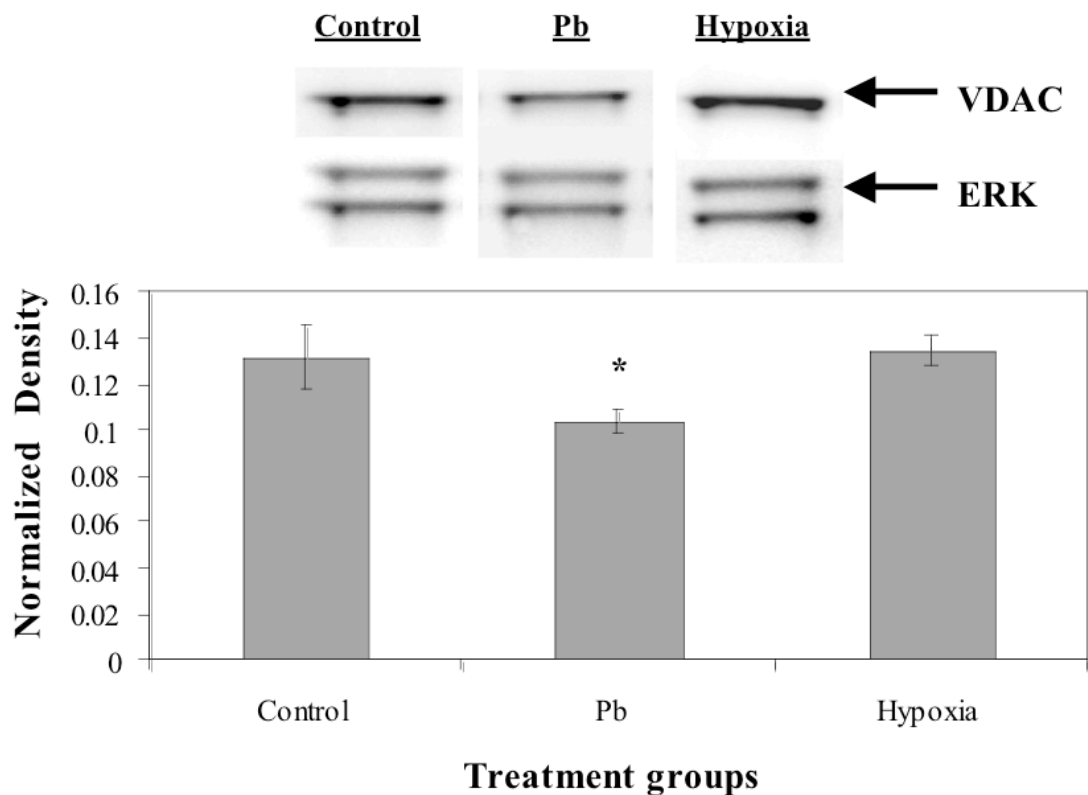 Control Pb Hypoxia
VDAC
ERK
Normalized Density
0.16
0.14
0.12
0.1
0.08
0.06
0.04
0.02
0
*
Control Pb Hypoxia
Treatment groups